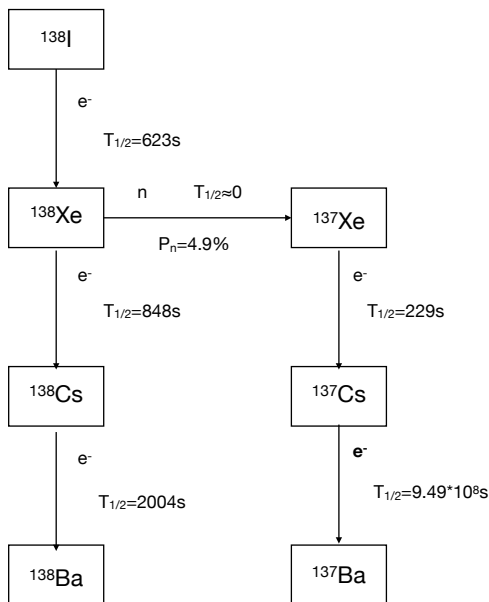 ¹³⁸I
e⁻
T₁/₂=623s
¹³⁸Xe
n T₁/₂≈0
Pₙ=4.9%
¹³⁷Xe
e⁻
e⁻
T₁/₂=848s
T₁/₂=229s
¹³⁸Cs
¹³⁷Cs
e⁻
e⁻
T₁/₂=2004s
T₁/₂=9.49*10⁸s
¹³⁸Ba
¹³⁷Ba